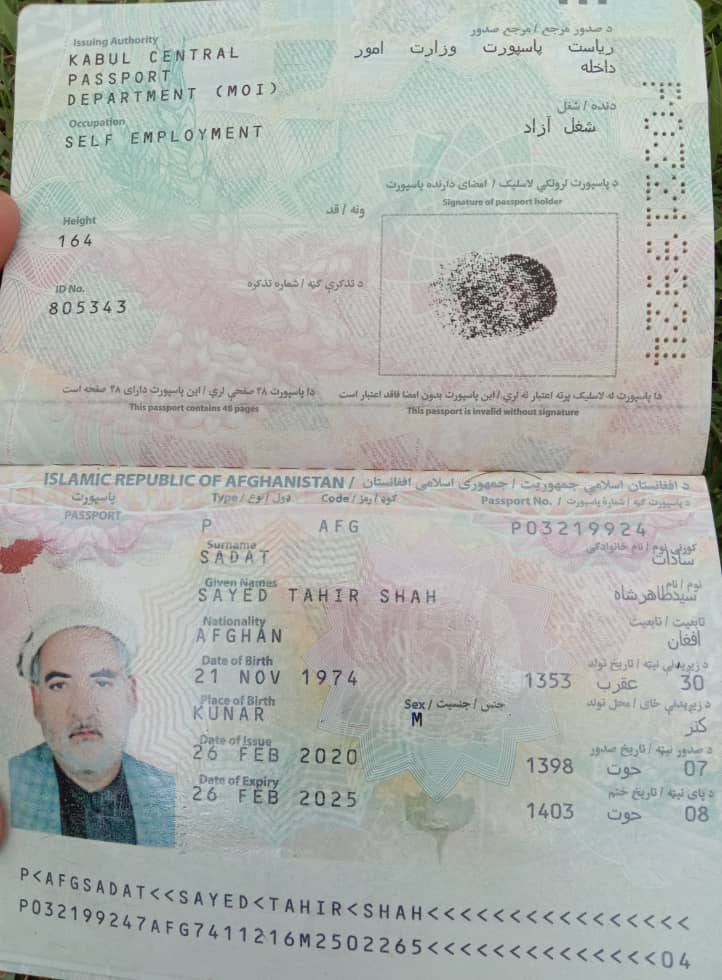 Issuing Authority
د صدور مرجع / مرجع صدور
KABUL CENTRAL
PASSPORT
DEPARTMENT (MOI)
ریاست پاسپورت وزارت امور
داخله
Occupation
دنده / شغل
SELF EMPLOYMENT
شغل آزاد
د پاسپورت لرونکي لاسلیک / امضای دارنده پاسپورت
Signature of passport holder
ونه / قد
Height
164
د تذکرې ګڼه / شماره تذکره
ID No.
805343
دا پاسپورت ۴۸ صفحې لري / این پاسپورت دارای ۴۸ صفحه است
This passport contains 48 pages
دا پاسپورت له لاسلیک پرته اعتبار نه لري / این پاسپورت بدون امضا فاقد اعتبار است
This passport is invalid without signature
P03219924
ISLAMIC REPUBLIC OF AFGHANISTAN / د افغانستان اسلامي جمهوریت / جمهوری اسلامی افغانستان
پاسپورت
PASSPORT
Type / ډول / نوع
Code / کوډ / رمز
Passport No. / د پاسپورت ګڼه / شمارهٔ پاسپورت
P AFG P03219924
Surname
کورنی نوم / نام خانوادگی
SADAT
سادات
Given Names
نوم / نام
SAYED TAHIR SHAH
سیدطاهرشاه
Nationality
تابعیت / تابعیت
AFGHAN
افغان
Date of Birth
د زیږیدلې نېټه / تاریخ تولد
21 NOV 1974
30 عقرب 1353
Place of Birth
Sex / جنس / جنسیت
د زیږیدلې ځای / محل تولد
KUNAR
M
کنر
Date of Issue
د صدور نېټه / تاریخ صدور
26 FEB 2020
07 حوت 1398
Date of Expiry
د پای نېټه / تاریخ ختم
26 FEB 2025
08 حوت 1403
P<AFGSADAT<<SAYED<TAHIR<SHAH<<<<<<<<<<<<<<<<
P032199247AFG7411216M2502265<<<<<<<<<<<<<<04